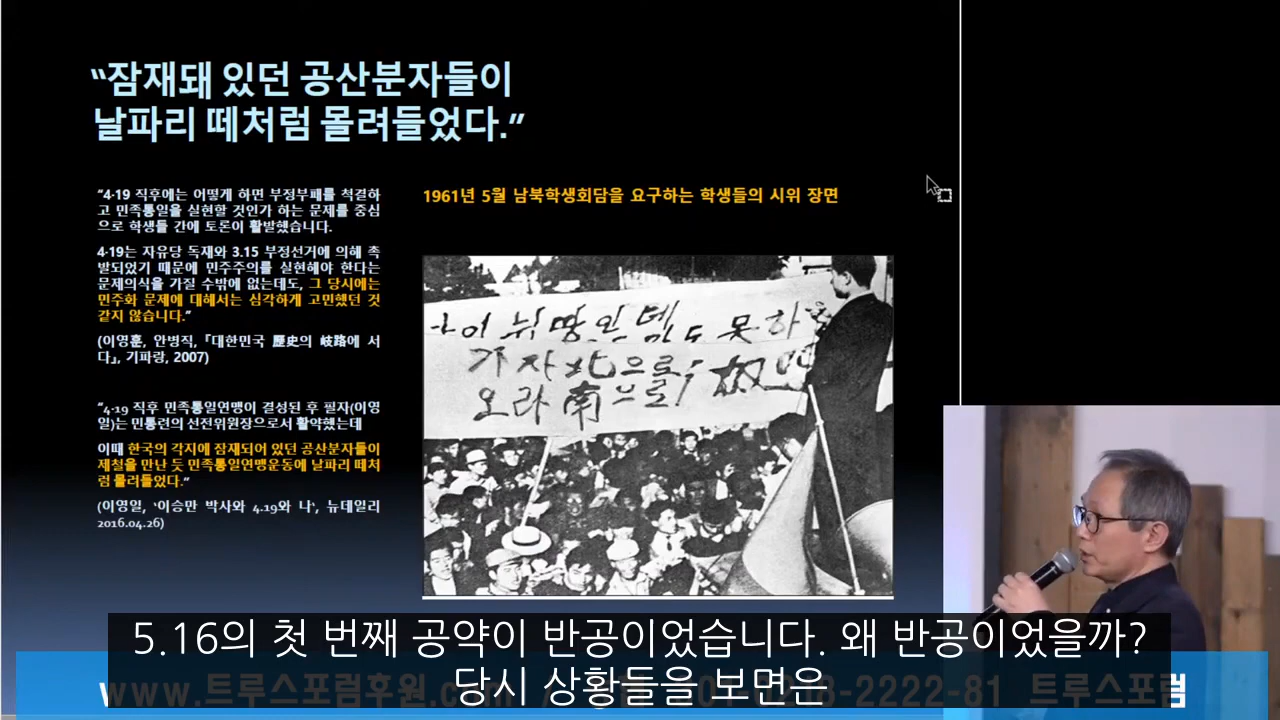 “잠재돼 있던 공산분자들이
날파리 떼처럼 몰려들었다.”
“4·19 직후에는 어떻게 하면 부정부패를 척결하
고 민족통일을 실현할 것인가 하는 문제를 중심
으로 학생들 간에 토론이 활발했습니다.
4·19는 자유당 독재와 3.15 부정선거에 의해 촉
발되었기 때문에 민주주의를 실현해야 한다는
문제의식을 가질 수밖에 없는데도, 그 당시에는
민주화 문제에 대해서는 심각하게 고민했던 것
같지 않습니다.”
(이영훈, 안병직, 『대한민국 歷史의 岐路에 서
다』, 기파랑, 2007)
“4·19 직후 민족통일연맹이 결성된 후 필자(이영
일)는 민통련의 선전위원장으로서 활약했는데
이때 한국의 각지에 잠재되어 있던 공산분자들이
제철을 만난 듯 민족통일연맹운동에 날파리 떼처
럼 몰려들었다.”
(이영일, ‘이승만 박사와 4.19와 나’, 뉴데일리
2016.04.26)
1961년 5월 남북학생회담을 요구하는 학생들의 시위 장면
못하
가자 北으로;
오라 南으로;
5.16의 첫 번째 공약이 반공이었습니다. 왜 반공이었을까?
당시 상황들을 보면은
www.트루스포럼후원.com
2222-81 트루스포럼